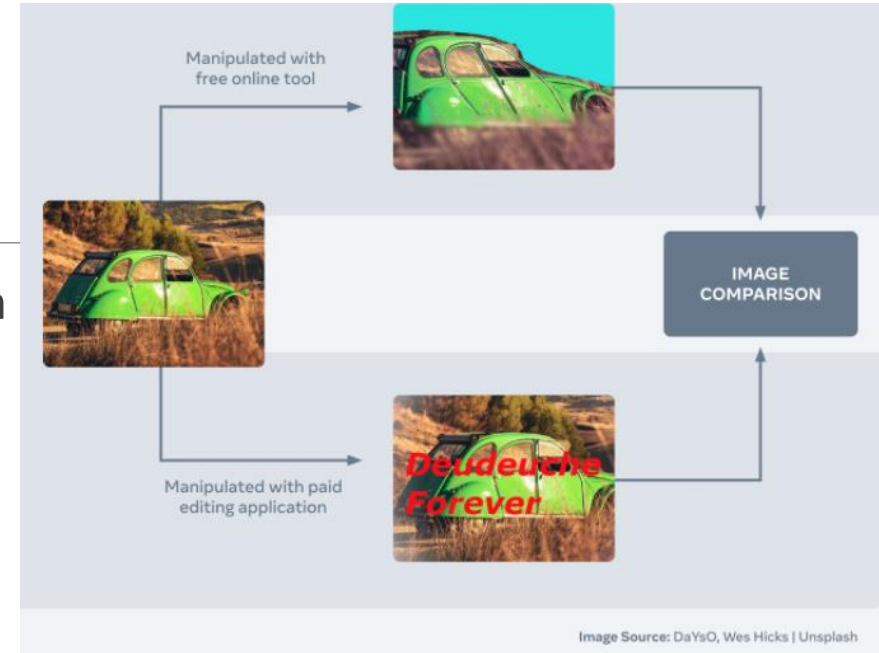 Manipulated with
free online tool
n
IMAGE
COMPARISON
Deudeuche
Forever
Manipulated with paid
editing application
Image Source: DaYsO, Wes Hicks | Unsplash